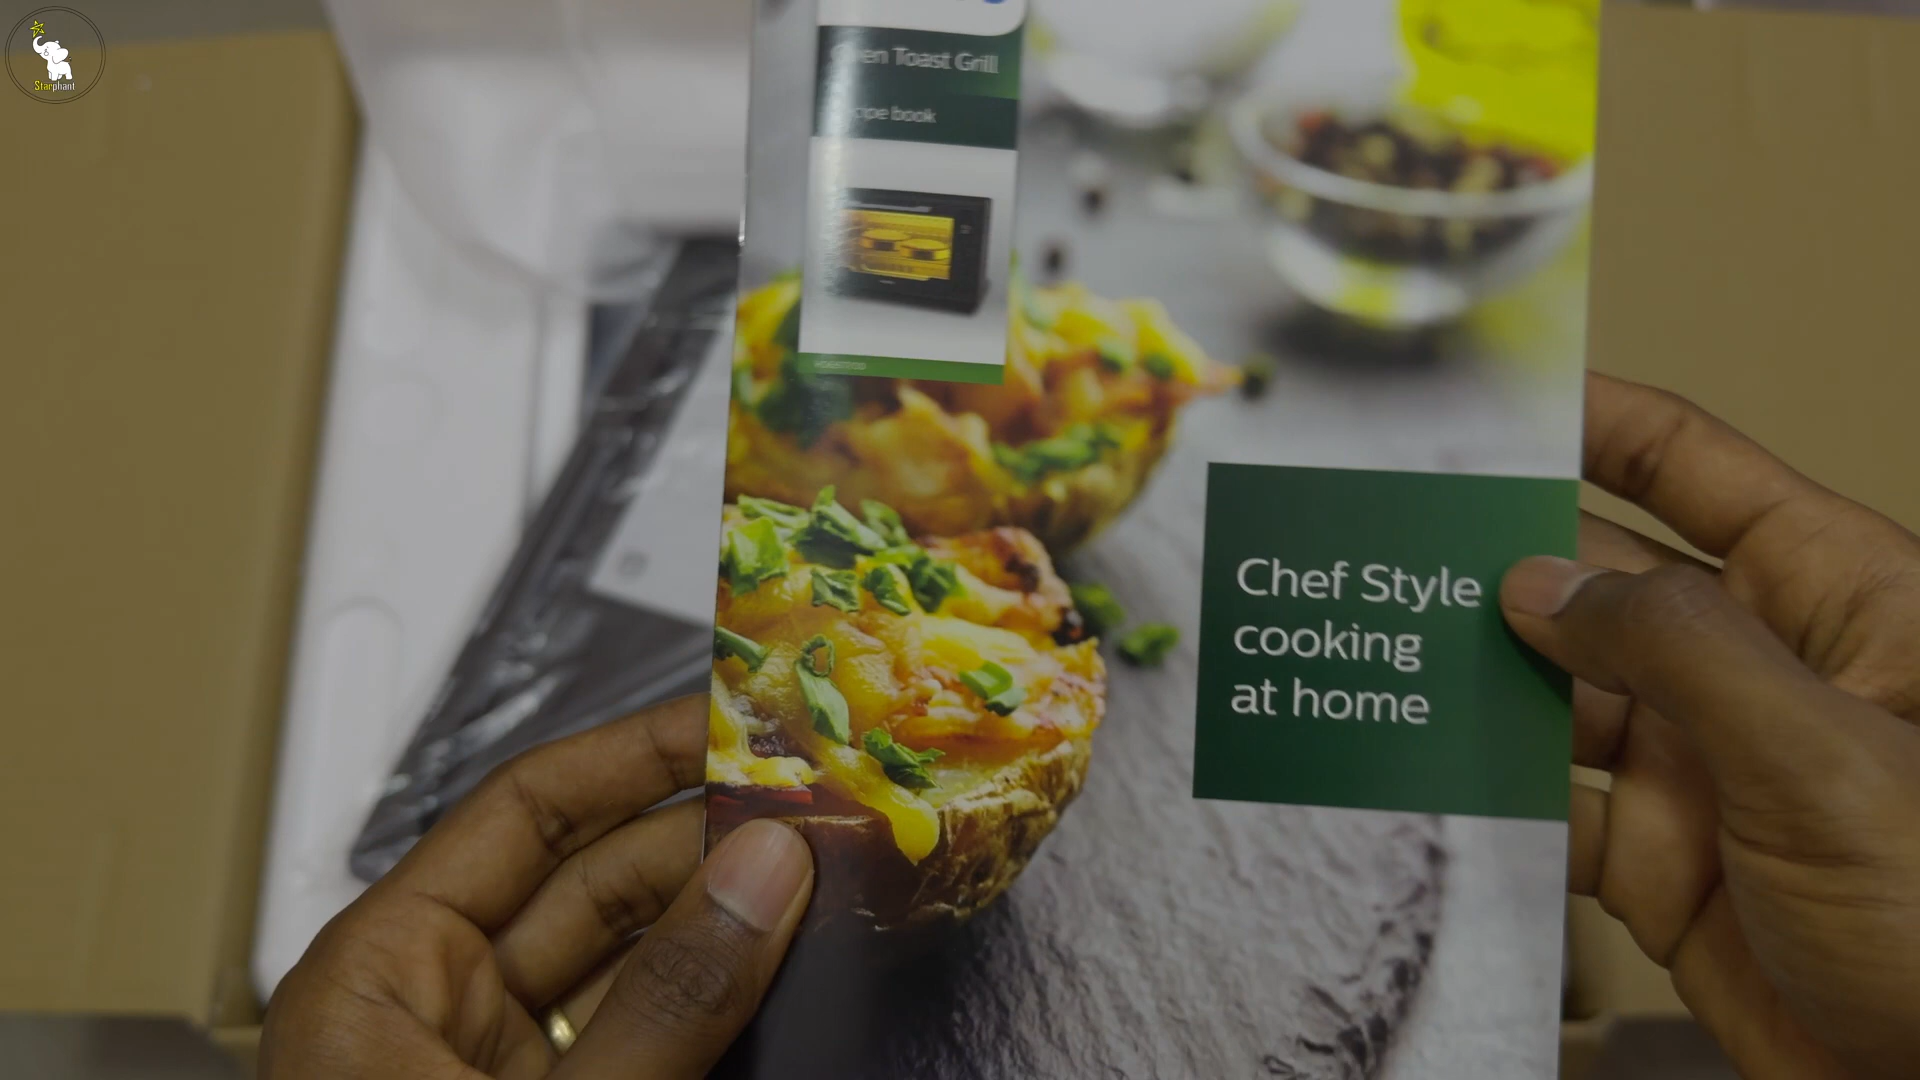 Starphant
Toast Grill
book
Chef Style
cooking
at home